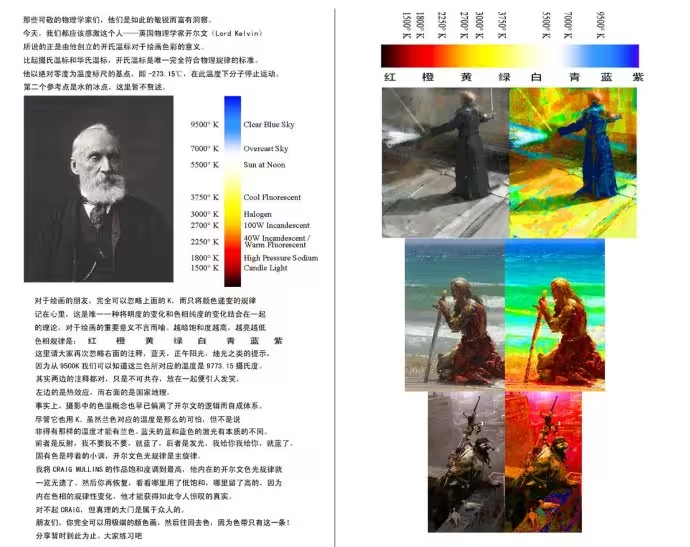 那些可敬的物理学家们，他们是如此的敏锐而富有洞察。
今天，我们都应该感激这个人——英国物理学家开尔文（Lord Kelvin）
所说的正是由他创立的开氏温标对于绘画色彩的意义．
比起摄氏温标和华氏温标，开氏温标是唯一完全符合物理规律的标准。
他以绝对零度为温度标尺的基点，即 -273.15℃，在此温度下分子停止运动。
第二个参考点是水的冰点，这里暂不赘述。
9500° K Clear Blue Sky
7000° K Overcast Sky
5500° K Sun at Noon
3750° K Cool Fluorescent
3000° K Halogen
2700° K 100W Incandescent
2250° K 40W Incandescent / Warm Fluorescent
1800° K High Pressure Sodium
1500° K Candle Light
对于绘画的朋友，完全可以忽略上面的 K，而只将颜色递变的规律
记在心里，这是唯一一种将明度的变化和色相纯度的变化结合在一起
的理论，对于绘画的重要意义不言而喻。越暗饱和度越高，越亮越低
色相规律是： 红 橙 黄 绿 白 青 蓝 紫
这里请大家再次忽略右面的注释，蓝天，正午阳光，烛光之类的提示，
因为从 9500K 我们可以知道这兰色所对应的温度是 9773.15 摄氏度。
其实两边的注释都对，只是不可共存，放在一起便引人发笑。
左边的是热效应，而右面的是国家地理．
事实上，摄影中的色温概念也早已偏离了开尔文的逻辑而自成体系。
尽管它也用 K，虽然兰色对应的温度是那么的可怕，但不是说
非得有那样的温度才能有兰色，蓝天的蓝和蓝色的激光有本质的不同。
前者是反射，我不要我不要，就蓝了，后者是发光，我给你我给你，就蓝了。
固有色是哼着的小调，开尔文色光规律是主旋律。
我将 CRAIG MULLINS 的作品饱和度调到最高，他内在的开尔文色光规律就
一览无遗了．然后你再恢复，看看哪里用了低饱和，哪里留了高的，因为
内在色相的规律性变化，他才能获得如此令人惊叹的真实。
对不起 CRAIG，但真理的大门是属于众人的。
朋友们，你完全可以用极端的颜色画，然后往回去色，因为色带只有这一条！
分享暂时到此为止．大家练习吧
1500° K 1800° K 2250° K 2700° K 3000° K 3750° K 5500° K 7000° K 9500° K
红 橙 黄 绿 白 青 蓝 紫